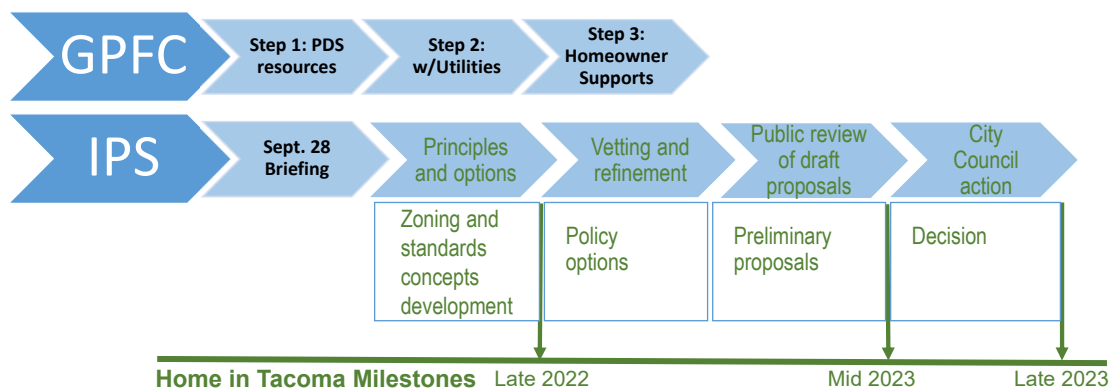 GPFC
Step 1: PDS
resources
Step 2:
w/Utilities
Step 3:
Homeowner
Supports
IPS
Sept. 28
Briefing
Principles
and options
Vetting and
refinement
Public review
of draft
proposals
City
Council
action
Zoning and
standards
concepts
development
Policy
options
Preliminary
proposals
Decision
Home in Tacoma Milestones
Late 2022
Mid 2023
Late 2023